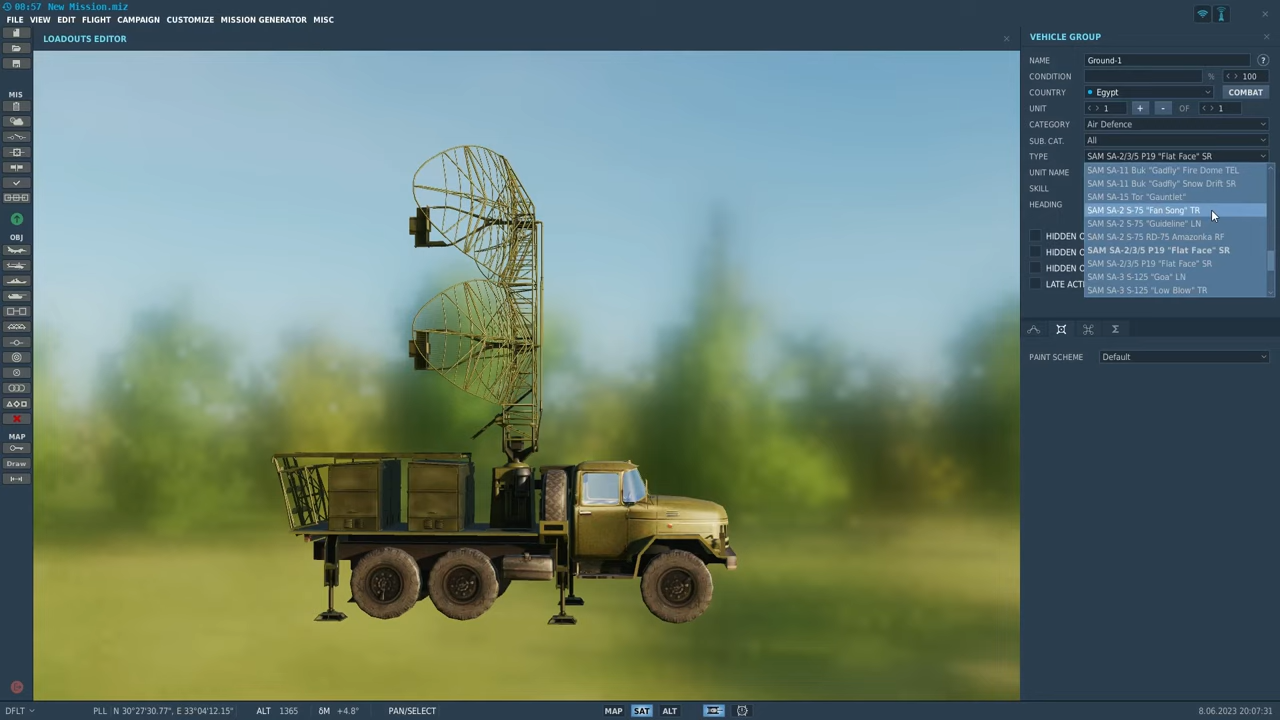 08:57 New Mission.miz
FILE VIEW EDIT FLIGHT CAMPAIGN CUSTOMIZE MISSION GENERATOR MISC
LOADOUTS EDITOR
MIS
OBJ
MAP
Draw
VEHICLE GROUP
NAME Ground-1 ?
CONDITION % < > 100
COUNTRY Egypt COMBAT
UNIT < > 1 + - OF < > 1
CATEGORY Air Defence
SUB. CAT. All
TYPE SAM SA-2/3/5 P19 "Flat Face" SR
UNIT NAME
SKILL
HEADING
SAM SA-11 Buk "Gadfly" Fire Dome TEL
SAM SA-11 Buk "Gadfly" Snow Drift SR
SAM SA-15 Tor "Gauntlet"
SAM SA-2 S-75 "Fan Song" TR
SAM SA-2 S-75 "Guideline" LN
SAM SA-2 S-75 RD-75 Amazonka RF
SAM SA-2/3/5 P19 "Flat Face" SR
SAM SA-2/3/5 P19 "Flat Face" SR
SAM SA-3 S-125 "Goa" LN
SAM SA-3 S-125 "Low Blow" TR
HIDDEN
HIDDEN
HIDDEN
LATE
PAINT SCHEME Default
DFLT PLL N 30°27'30.77", E 33°04'12.15" ALT 1365 δM +4.8° PAN/SELECT MAP SAT ALT 8.06.2023 20:07:31